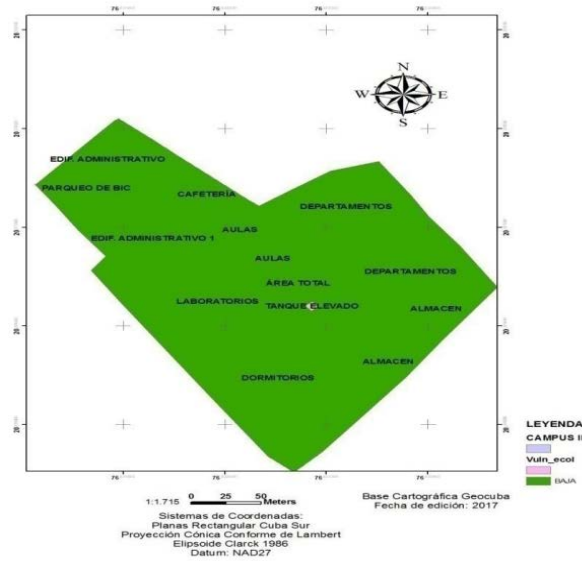 N
W E
S
EDIF. ADMINISTRATIVO
PARQUEO DE BIC
CAFETERÍA
DEPARTAMENTOS
AULAS
EDIF. ADMINISTRATIVO 1
AULAS
DEPARTAMENTOS
ÁREA TOTAL
LABORATORIOS
TANQUE ELEVADO
ALMACEN
ALMACEN
DORMITORIOS
LEYENDA
CAMPUS II
Vuln_ecol
BAJA
1:1.715 0 25 50 Meters
Sistemas de Coordenadas:
Planas Rectangular Cuba Sur
Proyección Cónica Conforme de Lambert
Elipsoide Clarck 1986
Datum: NAD27
Base Cartográfica Geocuba
Fecha de edición: 2017